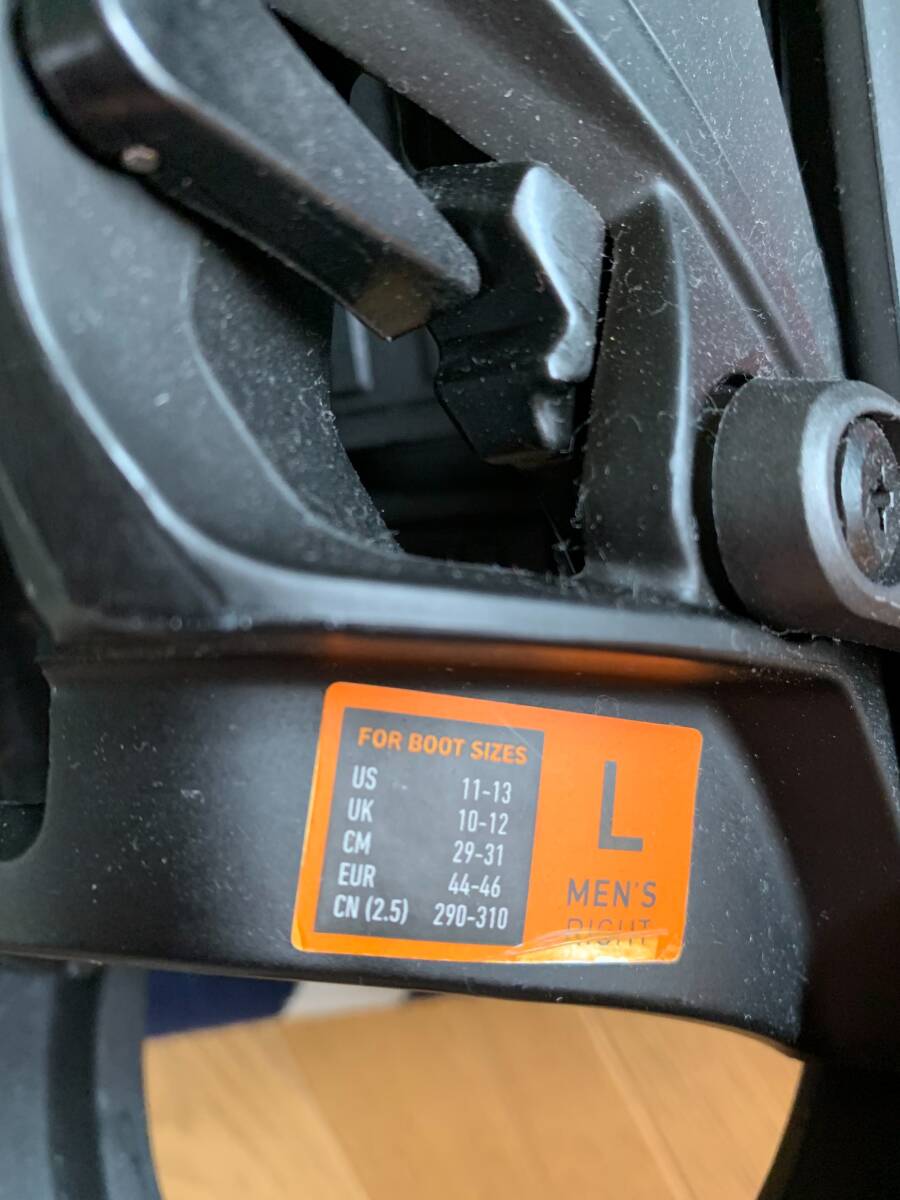 FOR BOOT SIZES
US 11-13
UK 10-12
CM 29-31
EUR 44-46
CN (2.5) 290-310
L
MEN'S
RIGHT